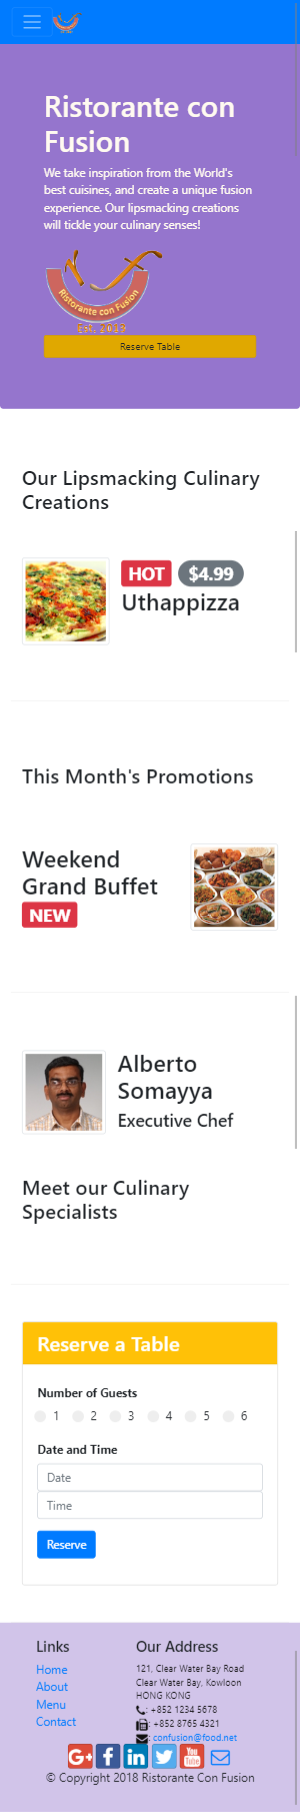 Ristorante con
Fusion
We take inspiration from the World's
best cuisines, and create a unique fusion
experience. Our lipsmacking creations
will tickle your culinary senses!
Ristorante con Fusion
Est. 2013
Reserve Table
Our Lipsmacking Culinary
Creations
HOT $4.99
Uthappizza
This Month's Promotions
Weekend
Grand Buffet
NEW
Alberto
Somayya
Executive Chef
Meet our Culinary
Specialists
Reserve a Table
Number of Guests
1 2 3 4 5 6
Date and Time
Date
Time
Reserve
Links
Home
About
Menu
Contact
Our Address
121, Clear Water Bay Road
Clear Water Bay, Kowloon
HONG KONG
: +852 1234 5678
: +852 8765 4321
: confusion@food.net
© Copyright 2018 Ristorante Con Fusion